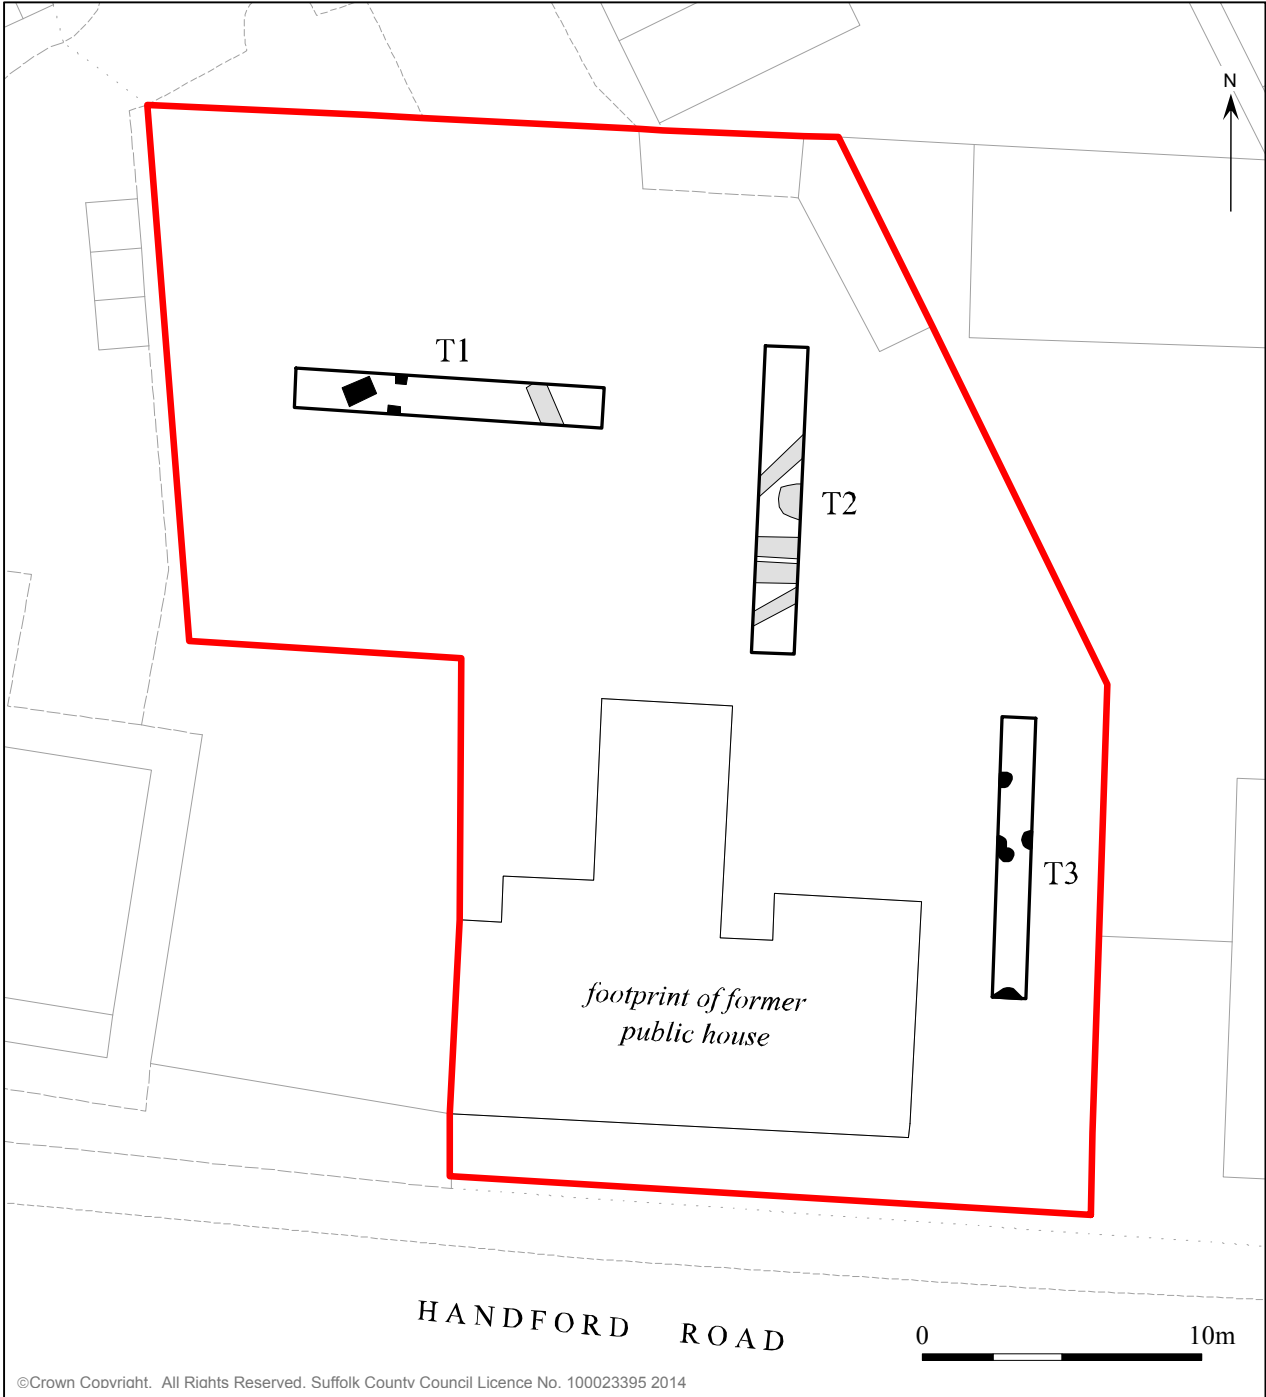 N
T1
T2
T3
footprint of former
public house
HANDFORD ROAD
0 10m
©Crown Copyright. All Rights Reserved. Suffolk County Council Licence No. 100023395 2014